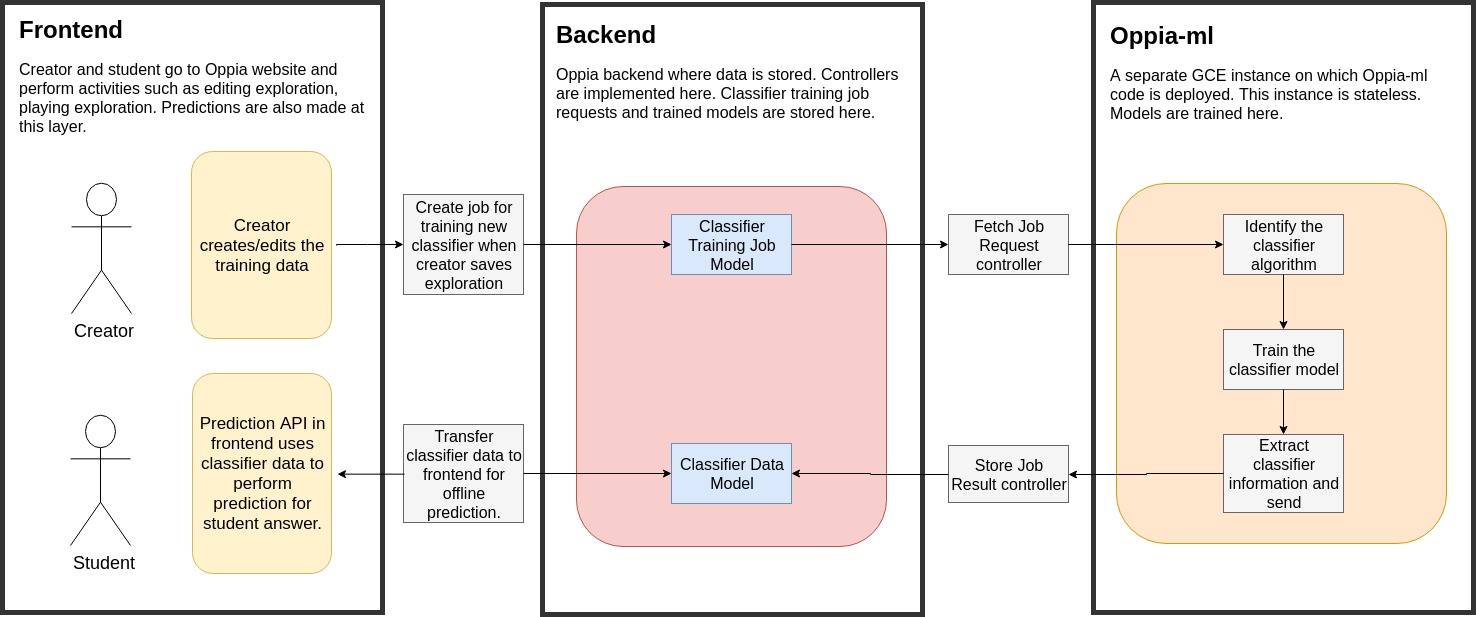 Frontend
Creator and student go to Oppia website and
perform activities such as editing exploration,
playing exploration. Predictions are also made at
this layer.
Creator
Creator
creates/edits the
training data
Student
Prediction API in
frontend uses
classifier data to
perform
prediction for
student answer.
Create job for
training new
classifier when
creator saves
exploration
Transfer
classifier data to
frontend for
offline
prediction.
Backend
Oppia backend where data is stored. Controllers
are implemented here. Classifier training job
requests and trained models are stored here.
Classifier
Training Job
Model
Classifier Data
Model
Fetch Job
Request
controller
Store Job
Result controller
Oppia-ml
A separate GCE instance on which Oppia-ml
code is deployed. This instance is stateless.
Models are trained here.
Identify the
classifier
algorithm
Train the
classifier model
Extract
classifier
information and
send